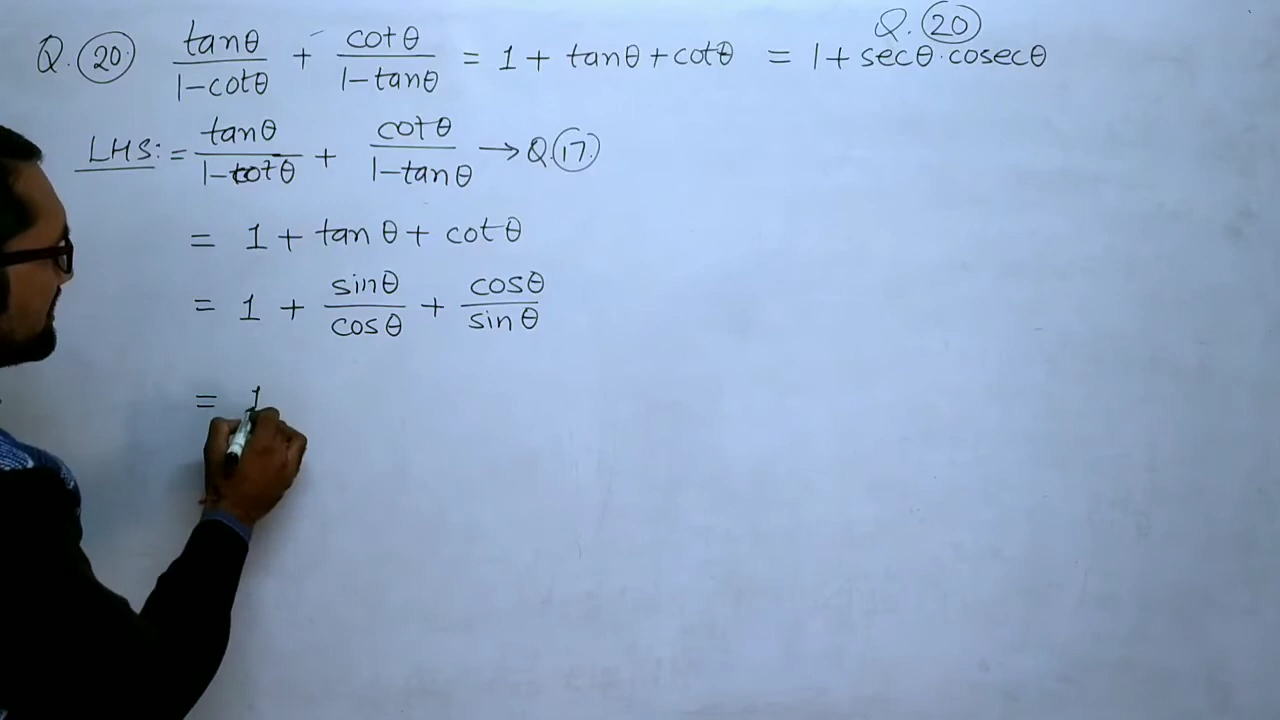 Q. 20
Q. 20 tanθ/1-cotθ + cotθ/1-tanθ = 1 + tanθ + cotθ = 1 + secθ·cosecθ
LHS: = tanθ/1-cotθ + cotθ/1-tanθ → Q 17
= 1 + tanθ + cotθ
= 1 + sinθ/cosθ + cosθ/sinθ
= 1